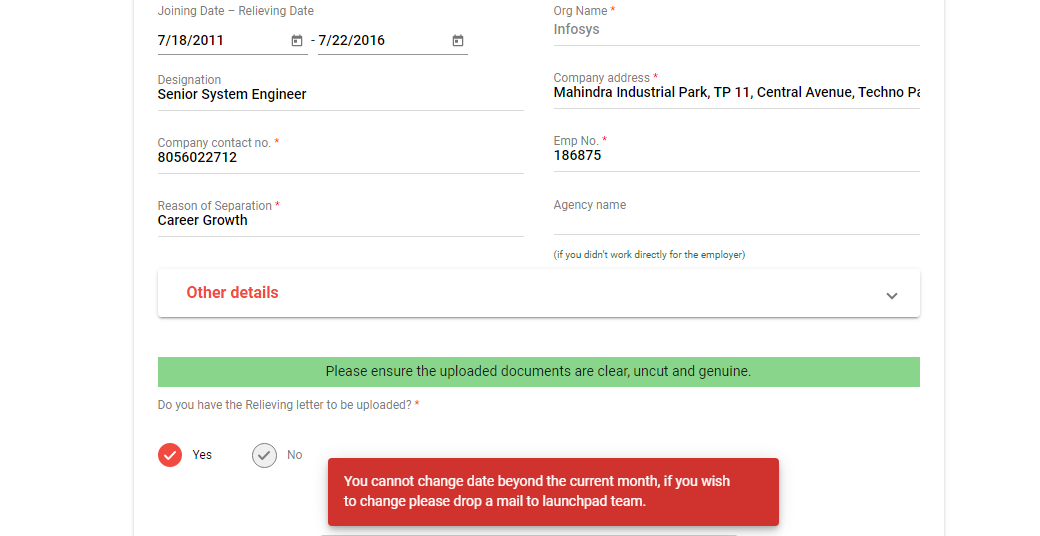 Joining Date – Relieving Date
7/18/2011 - 7/22/2016
Org Name *
Infosys
Designation
Senior System Engineer
Company address *
Mahindra Industrial Park, TP 11, Central Avenue, Techno Pa
Company contact no. *
8056022712
Emp No. *
186875
Reason of Separation *
Career Growth
Agency name
(if you didn't work directly for the employer)
Other details
Please ensure the uploaded documents are clear, uncut and genuine.
Do you have the Relieving letter to be uploaded? *
Yes No
You cannot change date beyond the current month, if you wish
to change please drop a mail to launchpad team.